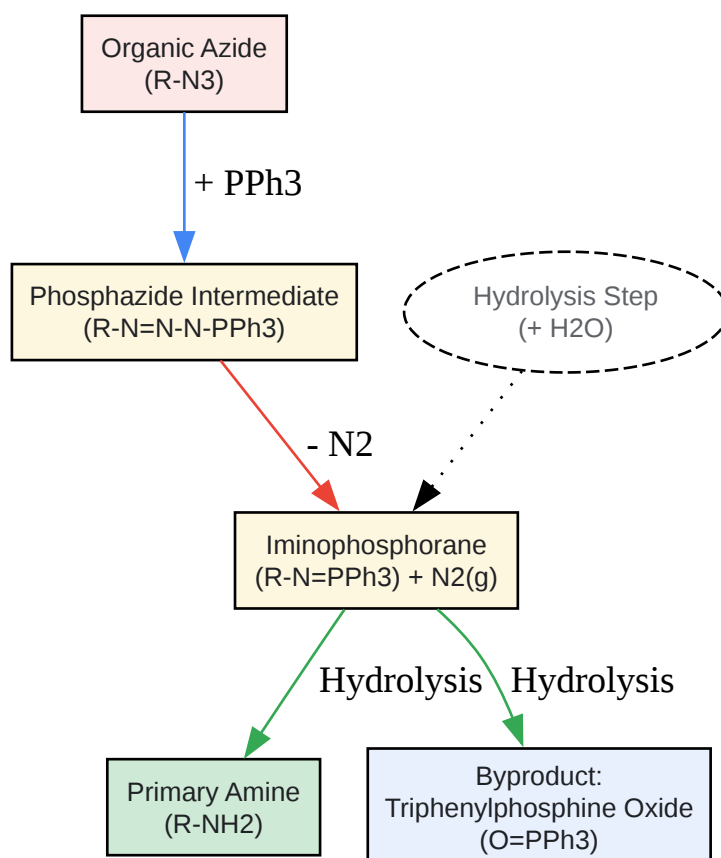 Organic Azide
(R-N3)
+ PPh3
Phosphazide Intermediate
(R-N=N-N-PPh3)
Hydrolysis Step
(+ H2O)
- N2
Iminophosphorane
(R-N=PPh3) + N2(g)
Hydrolysis
Hydrolysis
Primary Amine
(R-NH2)
Byproduct:
Triphenylphosphine Oxide
(O=PPh3)